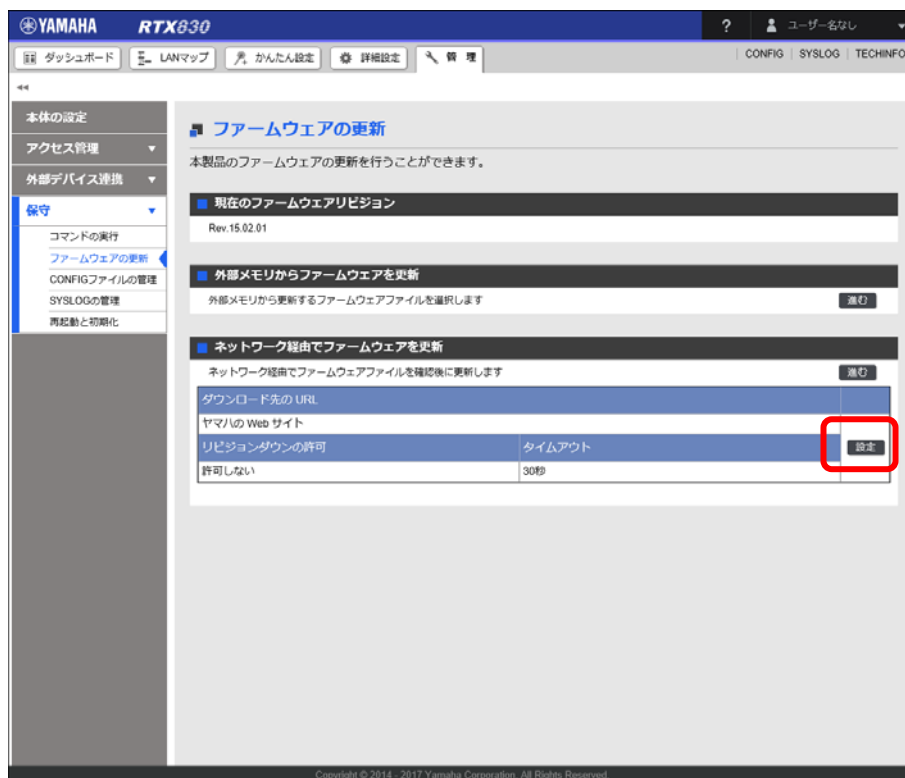 YAMAHA RTX830 ? ユーザー名なし
ダッシュボード LANマップ かんたん設定 詳細設定 管理 CONFIG SYSLOG TECHINFO
本体の設定
アクセス管理
外部デバイス連携
保守
コマンドの実行
ファームウェアの更新
CONFIGファイルの管理
SYSLOGの管理
再起動と初期化
ファームウェアの更新
本製品のファームウェアの更新を行うことができます。
現在のファームウェアリビジョン
Rev.15.02.01
外部メモリからファームウェアを更新
外部メモリから更新するファームウェアファイルを選択します 進む
ネットワーク経由でファームウェアを更新
ネットワーク経由でファームウェアファイルを確認後に更新します 進む
ダウンロード先の URL
ヤマハの Web サイト
リビジョンダウンの許可 タイムアウト 設定
許可しない 30秒
Copyright © 2014 - 2017 Yamaha Corporation. All Rights Reserved.